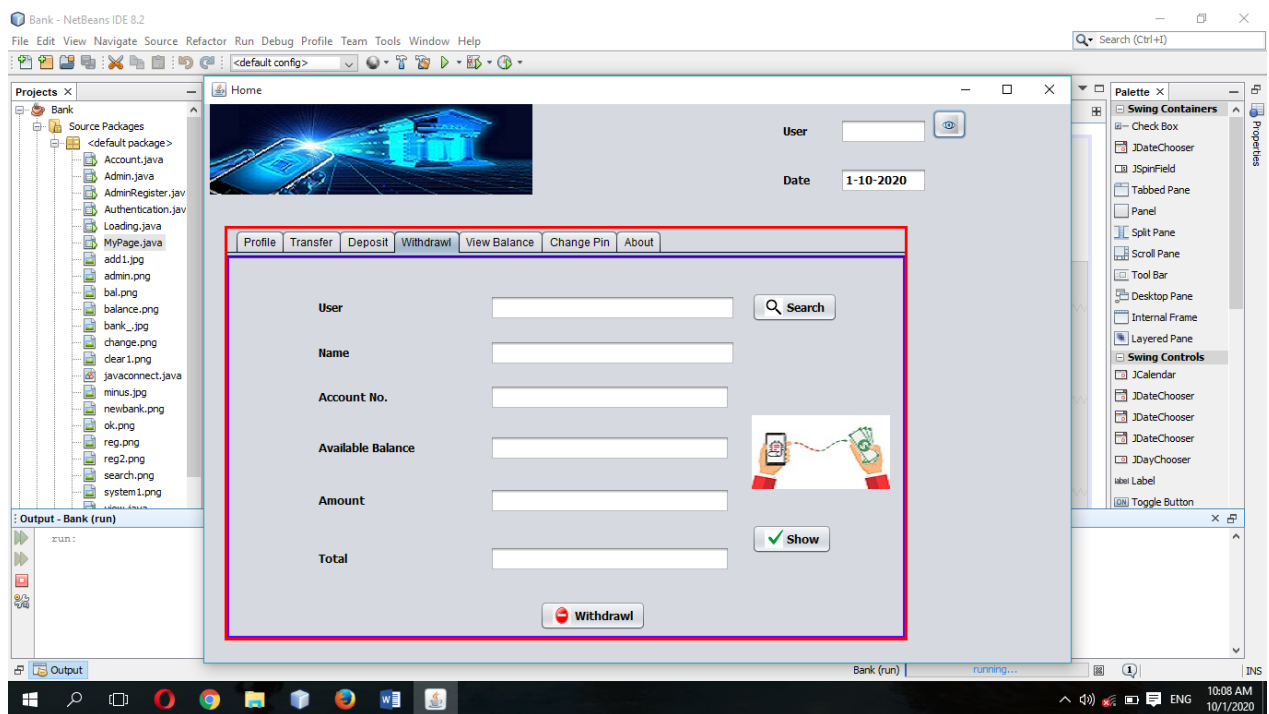 Bank - NetBeans IDE 8.2
File Edit View Navigate Source Refactor Run Debug Profile Team Tools Window Help
Search (Ctrl+I)
<default config>
Projects
Bank
Source Packages
<default package>
Account.java
Admin.java
AdminRegister.jav
Authentication.jav
Loading.java
MyPage.java
add1.jpg
admin.png
bal.png
balance.png
bank_.jpg
change.png
clear1.png
javaconnect.java
minus.jpg
newbank.png
ok.png
reg.png
reg2.png
search.png
system1.png
view.java
Home
User
Date 1-10-2020
Profile Transfer Deposit Withdrawl View Balance Change Pin About
User Search
Name
Account No.
Available Balance
Amount
Show
Total
Withdrawl
Palette
Swing Containers
Check Box
JDateChooser
JSpinField
Tabbed Pane
Panel
Split Pane
Scroll Pane
Tool Bar
Desktop Pane
Internal Frame
Layered Pane
Swing Controls
JCalendar
JDateChooser
JDateChooser
JDateChooser
JDayChooser
label Label
ON Toggle Button
Properties
Output - Bank (run)
run:
Output
Bank (run) running...
1
INS
ENG
10:08 AM
10/1/2020